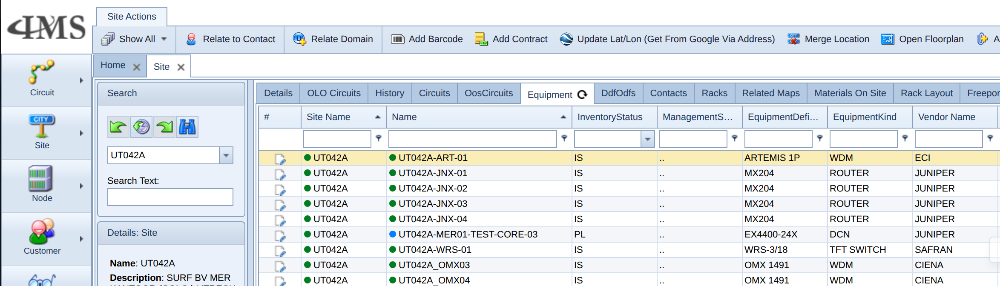 IMS
Site Actions
Show All
Relate to Contact
Relate Domain
Add Barcode
Add Contract
Update Lat/Lon (Get From Google Via Address)
Merge Location
Open Floorplan
A
Home
Site
Circuit
CITY
Site
Node
Customer
Search
UT042A
Search Text:
Details: Site
Name: UT042A
Description: SURF BV MER
Details OLO Circuits History Circuits OosCircuits Equipment DdfOdfs Contacts Racks Related Maps Materials On Site Rack Layout Freepor
# Site Name Name InventoryStatus ManagementS... EquipmentDefi... EquipmentKind Vendor Name
UT042A UT042A-ART-01 IS .. ARTEMIS 1P WDM ECI
UT042A UT042A-JNX-01 IS .. MX204 ROUTER JUNIPER
UT042A UT042A-JNX-02 IS .. MX204 ROUTER JUNIPER
UT042A UT042A-JNX-03 IS .. MX204 ROUTER JUNIPER
UT042A UT042A-JNX-04 IS .. MX204 ROUTER JUNIPER
UT042A UT042A-MER01-TEST-CORE-03 PL .. EX4400-24X DCN JUNIPER
UT042A UT042A-WRS-01 IS .. WRS-3/18 TFT SWITCH SAFRAN
UT042A UT042A_OMX03 IS .. OMX 1491 WDM CIENA
UT042A UT042A_OMX04 IS .. OMX 1491 WDM CIENA